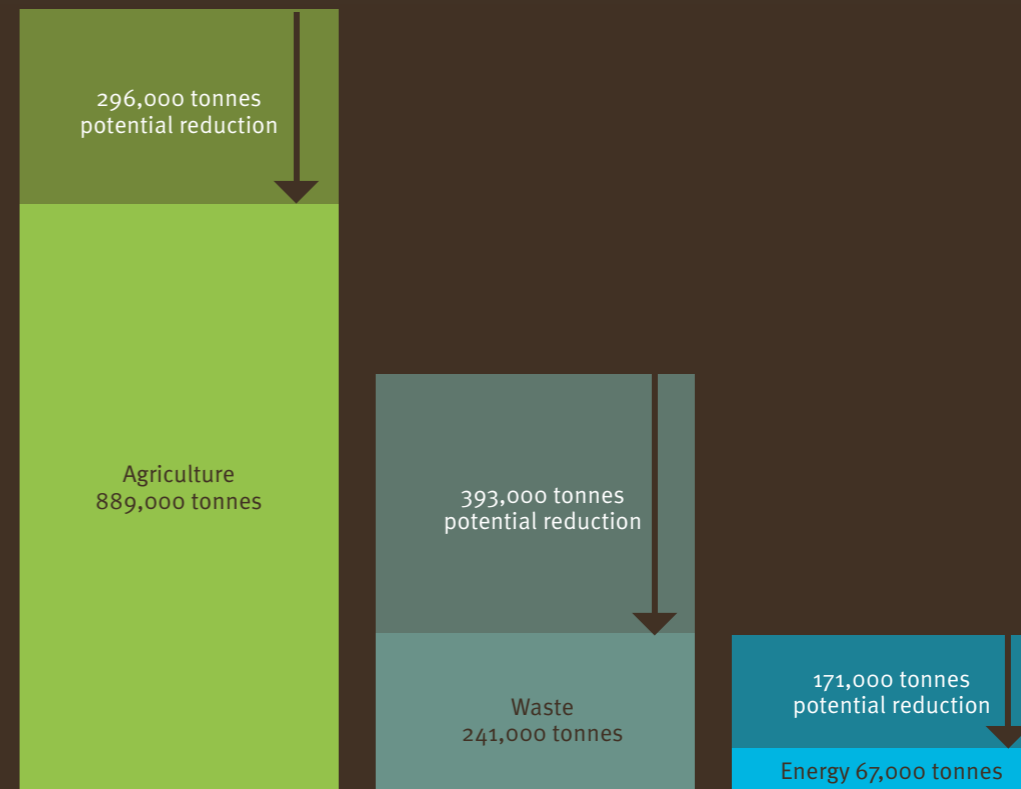 296,000 tonnes
potential reduction
Agriculture
889,000 tonnes
393,000 tonnes
potential reduction
Waste
241,000 tonnes
171,000 tonnes
potential reduction
Energy 67,000 tonnes